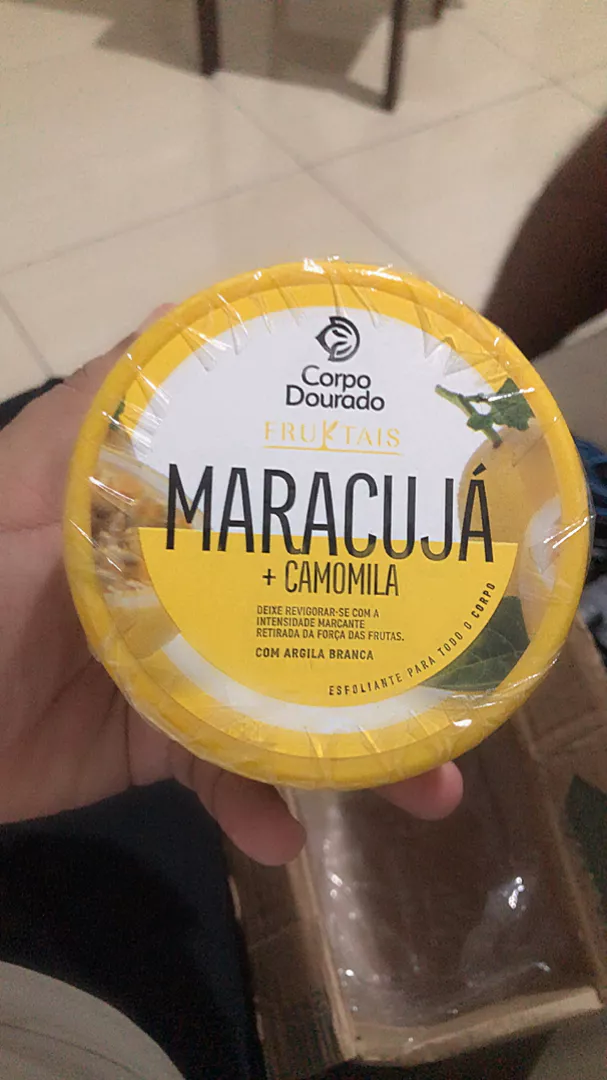 Corpo
Dourado
FRUKTAIS
MARACUJÁ
+ CAMOMILA
DEIXE REVIGORAR-SE COM A
INTENSIDADE MARCANTE
RETIRADA DA FORÇA DAS FRUTAS.
COM ARGILA BRANCA
ESFOLIANTE PARA TODO O CORPO